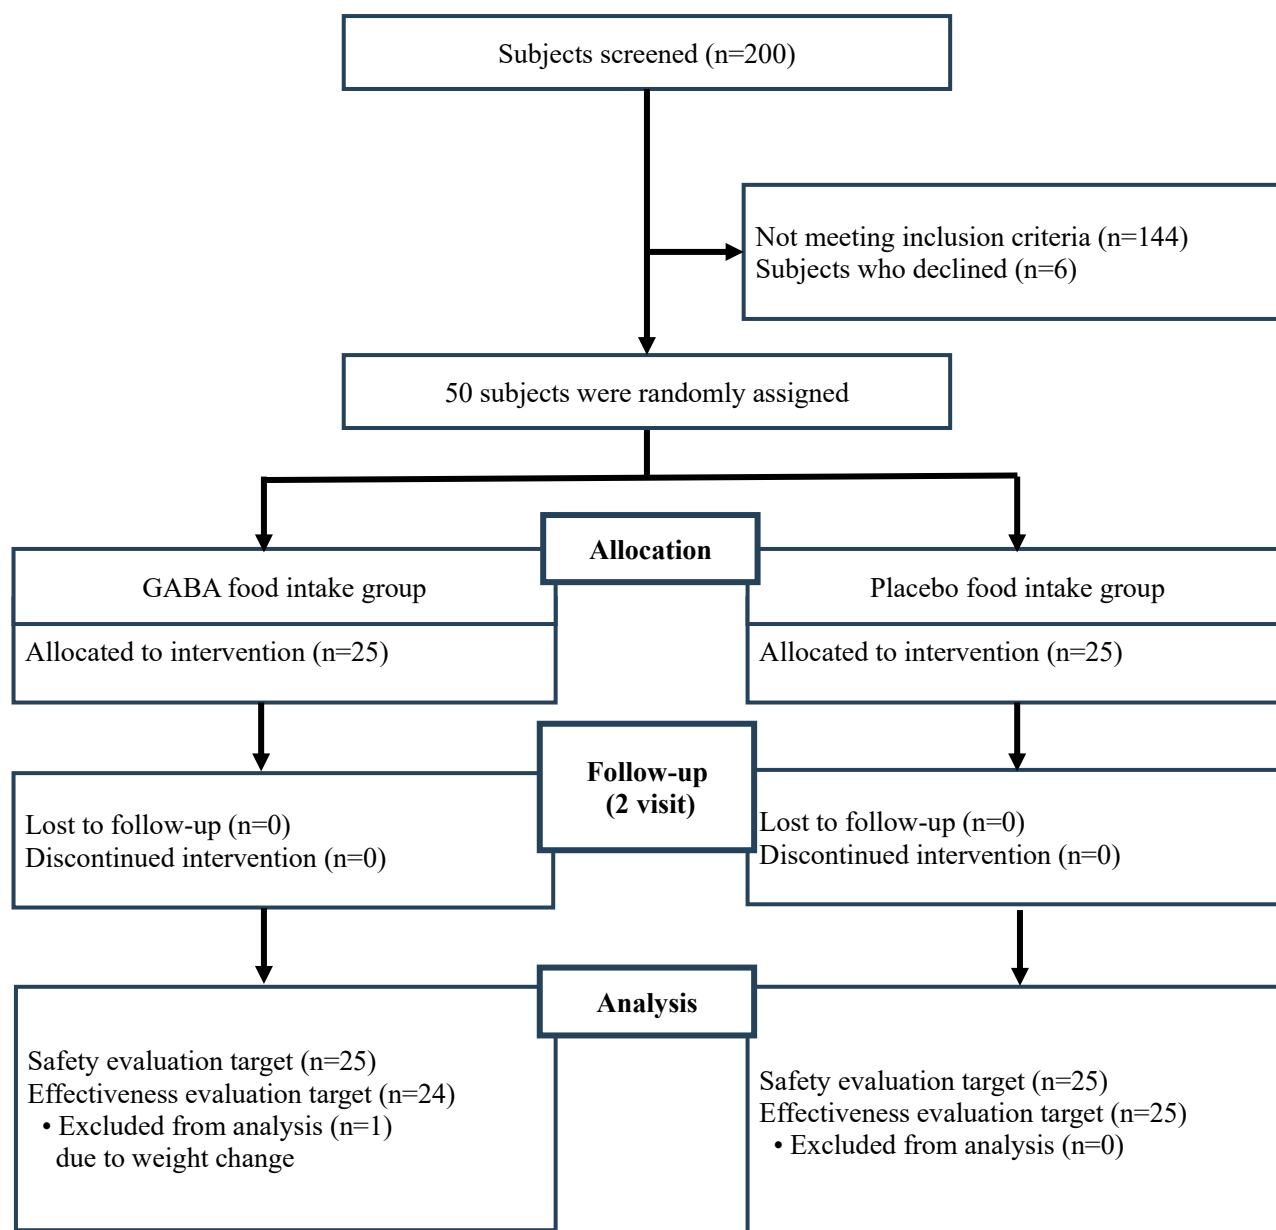 Subjects screened (n=200)
Not meeting inclusion criteria (n=144)
Subjects who declined (n=6)
50 subjects were randomly assigned
Allocation
GABA food intake group
Allocated to intervention (n=25)
Placebo food intake group
Allocated to intervention (n=25)
Follow-up
(2 visit)
Lost to follow-up (n=0)
Discontinued intervention (n=0)
Lost to follow-up (n=0)
Discontinued intervention (n=0)
Analysis
Safety evaluation target (n=25)
Effectiveness evaluation target (n=24)
• Excluded from analysis (n=1)
due to weight change
Safety evaluation target (n=25)
Effectiveness evaluation target (n=25)
• Excluded from analysis (n=0)